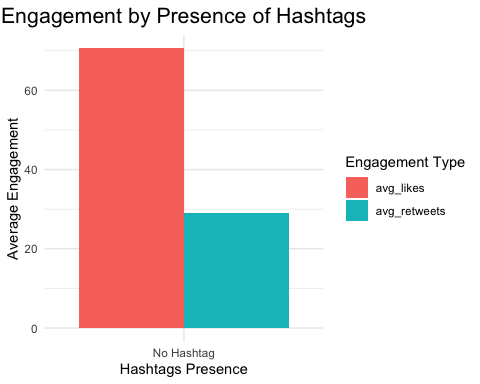 Engagement by Presence of Hashtags
Average Engagement
60
40
20
0
No Hashtag
Hashtags Presence
Engagement Type
avg_likes
avg_retweets